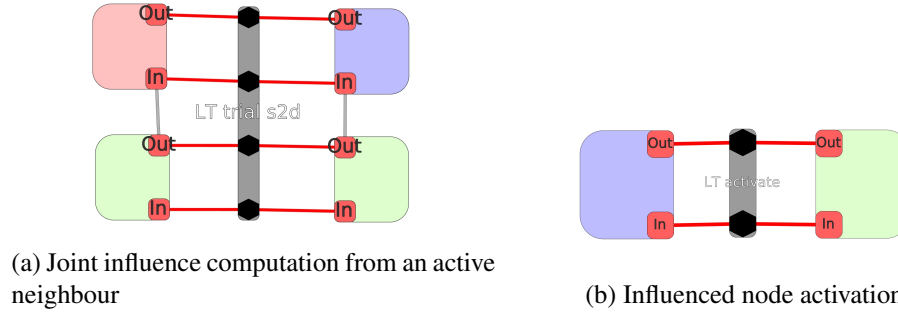 Out Out
In In
LT trial s2d
Out Out
In In
(a) Joint influence computation from an active
neighbour
Out Out
LT activate
In In
(b) Influenced node activation